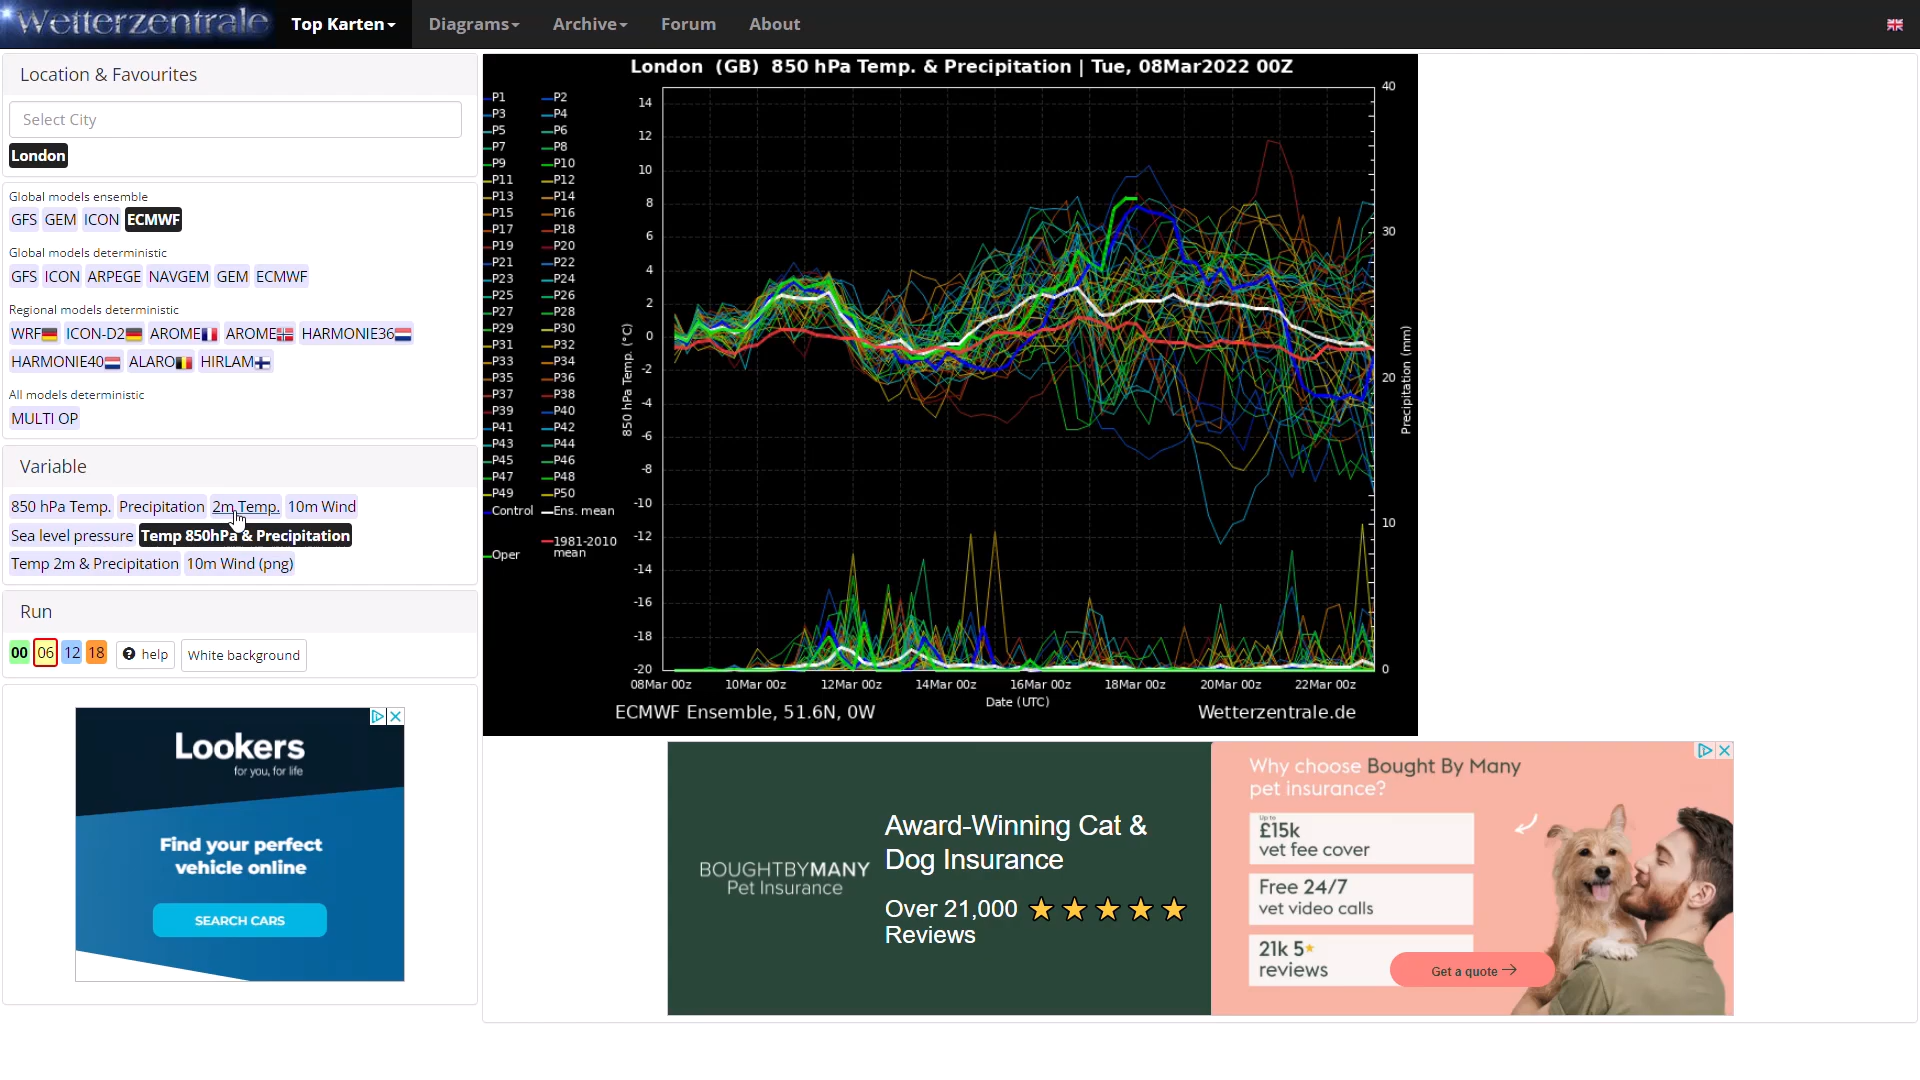 Wetterzentrale Top Karten Diagrams Archive Forum About
Location & Favourites
Select City
London
Global models ensemble
GFS GEM ICON ECMWF
Global models deterministic
GFS ICON ARPEGE NAVGEM GEM ECMWF
Regional models deterministic
WRF ICON-D2 AROME AROME HARMONIE36
HARMONIE40 ALARO HIRLAM
All models deterministic
MULTI OP
Variable
850 hPa Temp. Precipitation 2m Temp. 10m Wind
Sea level pressure Temp 850hPa & Precipitation
Temp 2m & Precipitation 10m Wind (png)
Run
00 06 12 18 help White background
Lookers
for you, for life
Find your perfect
vehicle online
SEARCH CARS
London (GB) 850 hPa Temp. & Precipitation | Tue, 08Mar2022 00Z
P1 P2
P3 P4
P5 P6
P7 P8
P9 P10
P11 P12
P13 P14
P15 P16
P17 P18
P19 P20
P21 P22
P23 P24
P25 P26
P27 P28
P29 P30
P31 P32
P33 P34
P35 P36
P37 P38
P39 P40
P41 P42
P43 P44
P45 P46
P47 P48
P49 P50
Control Ens. mean
Oper 1981-2010
mean
850 hPa Temp. (°C)
14
12
10
8
6
4
2
0
-2
-4
-6
-8
-10
-12
-14
-16
-18
-20
40
30
20
10
0
Precipitation (mm)
08Mar 00z 10Mar 00z 12Mar 00z 14Mar 00z 16Mar 00z 18Mar 00z 20Mar 00z 22Mar 00z
Date (UTC)
ECMWF Ensemble, 51.6N, 0W Wetterzentrale.de
BOUGHTBYMANY
Pet Insurance
Award-Winning Cat &
Dog Insurance
Over 21,000
Reviews
Why choose Bought By Many
pet insurance?
Up to
£15k
vet fee cover
Free 24/7
vet video calls
21k 5★
reviews
Get a quote →